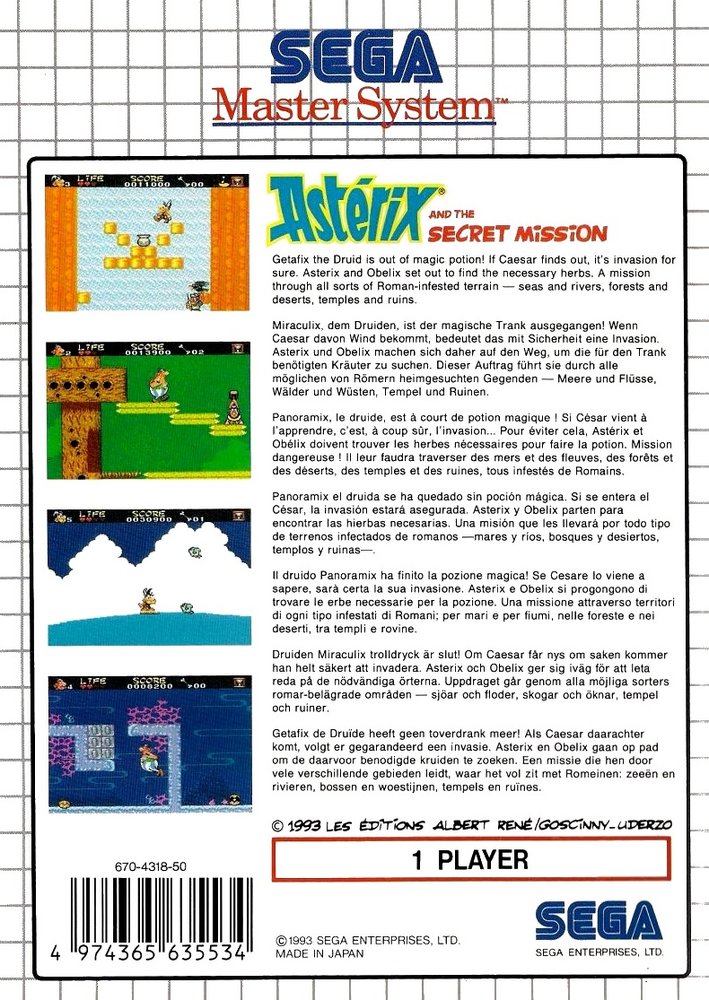 SEGA
Master System™
LIFE SCORE
3 0011000 00
LIFE SCORE
2 0013900 02
LIFE SCORE
5 0030900 01
LIFE SCORE
4 0008200 00
Astérix®
AND THE
SECRET MISSION
Getafix the Druid is out of magic potion! If Caesar finds out, it's invasion for
sure. Asterix and Obelix set out to find the necessary herbs. A mission
through all sorts of Roman-infested terrain — seas and rivers, forests and
deserts, temples and ruins.
Miraculix, dem Druiden, ist der magische Trank ausgegangen! Wenn
Caesar davon Wind bekommt, bedeutet das mit Sicherheit eine Invasion.
Asterix und Obelix machen sich daher auf den Weg, um die für den Trank
benötigten Kräuter zu suchen. Dieser Auftrag führt sie durch alle
möglichen von Römern heimgesuchten Gegenden — Meere und Flüsse,
Wälder und Wüsten, Tempel und Ruinen.
Panoramix, le druide, est à court de potion magique ! Si César vient à
l'apprendre, c'est, à coup sûr, l'invasion... Pour éviter cela, Astérix et
Obélix doivent trouver les herbes nécessaires pour faire la potion. Mission
dangereuse ! Il leur faudra traverser des mers et des fleuves, des forêts et
des déserts, des temples et des ruines, tous infestés de Romains.
Panoramix el druida se ha quedado sin poción mágica. Si se entera el
César, la invasión estará asegurada. Asterix y Obelix parten para
encontrar las hierbas necesarias. Una misión que les llevará por todo tipo
de terrenos infectados de romanos —mares y ríos, bosques y desiertos,
templos y ruinas—.
Il druido Panoramix ha finito la pozione magica! Se Cesare lo viene a
sapere, sarà certa la sua invasione. Asterix e Obelix si progongono di
trovare le erbe necessarie per la pozione. Una missione attraverso territori
di ogni tipo infestati di Romani; per mari e per fiumi, nelle foreste e nei
deserti, tra templi e rovine.
Druiden Miraculix trolldryck är slut! Om Caesar får nys om saken kommer
han helt säkert att invadera. Asterix och Obelix ger sig iväg för att leta
reda på de nödvändiga örterna. Uppdraget går genom alla möjliga sorters
romar-belägrade områden — sjöar och floder, skogar och öknar, tempel
och ruiner.
Getafix de Druïde heeft geen toverdrank meer! Als Caesar daarachter
komt, volgt er gegarandeerd een invasie. Asterix en Obelix gaan op pad
om de daarvoor benodigde kruiden te zoeken. Een missie die hen door
vele verschillende gebieden leidt, waar het vol zit met Romeinen: zeeën en
rivieren, bossen en woestijnen, tempels en ruïnes.
© 1993 LES ÉDITIONS ALBERT RENÉ/GOSCINNY-UDERZO
1 PLAYER
670-4318-50
4 974365 635534
©1993 SEGA ENTERPRISES, LTD.
MADE IN JAPAN
SEGA
SEGA ENTERPRISES, LTD.